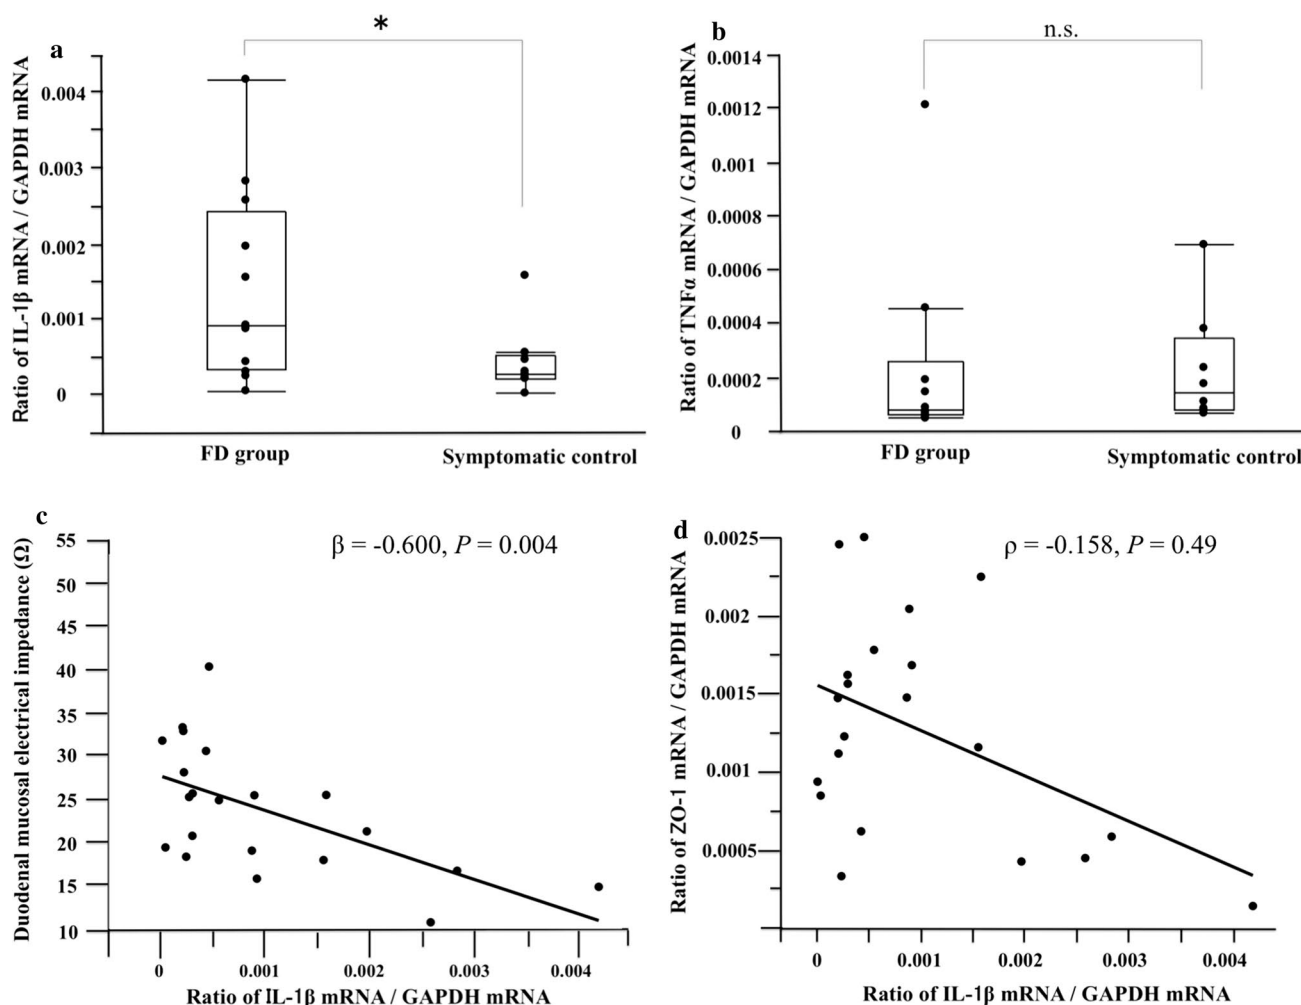 a
*
Ratio of IL-1β mRNA / GAPDH mRNA
0.004
0.003
0.002
0.001
0
FD group
Symptomatic control
b
n.s.
Ratio of TNFα mRNA / GAPDH mRNA
0.0014
0.0012
0.001
0.0008
0.0006
0.0004
0.0002
0
FD group
Symptomatic control
c
β = -0.600, P = 0.004
Duodenal mucosal electrical impedance (Ω)
55
50
45
40
35
30
25
20
15
10
0
0.001
0.002
0.003
0.004
Ratio of IL-1β mRNA / GAPDH mRNA
d
ρ = -0.158, P = 0.49
Ratio of ZO-1 mRNA / GAPDH mRNA
0.0025
0.002
0.0015
0.001
0.0005
0
0.001
0.002
0.003
0.004
Ratio of IL-1β mRNA / GAPDH mRNA